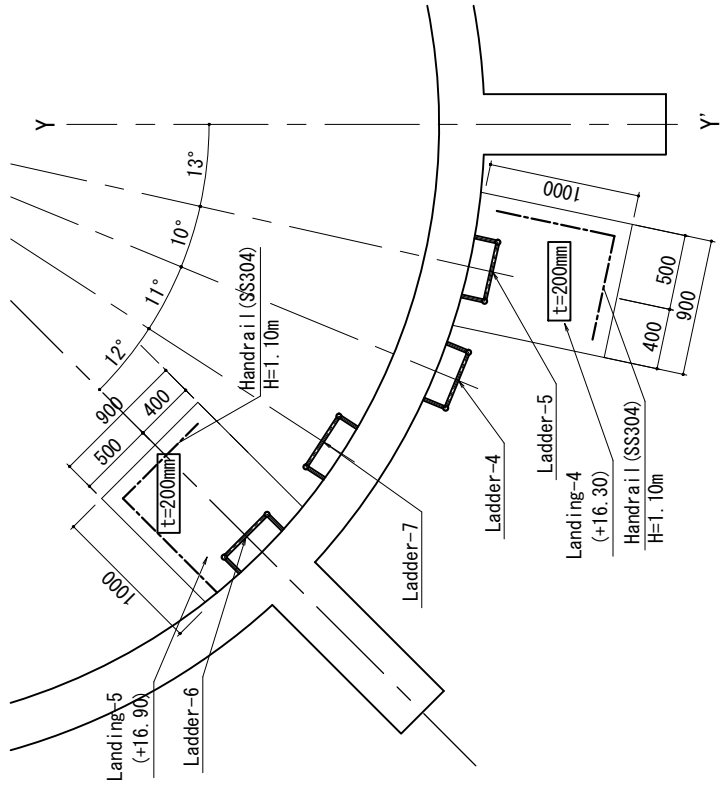 Y
13°
10°
11°
12°
Handrail(SS304)
H=1.10m
900
400
500
t=200mm
1000
1000
t=200mm
500
400
900
Ladder-7
Ladder-4
Ladder-5
Landing-4
(+16.30)
Handrail(SS304)
H=1.10m
Landing-5
(+16.90)
Ladder-6
Y'